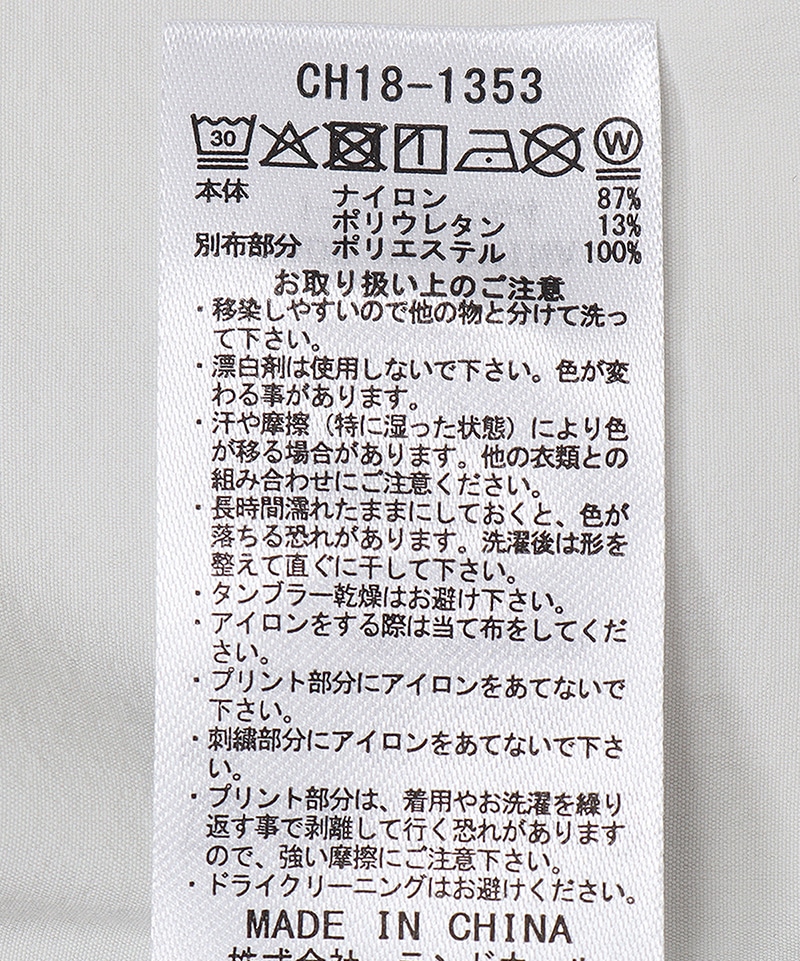 CH18-1353
30 W
本体 ナイロン 87%
ポリウレタン 13%
別布部分 ポリエステル 100%
お取り扱い上のご注意
・移染しやすいので他の物と分けて洗っ
て下さい。
・漂白剤は使用しないで下さい。色が変
わる事があります。
・汗や摩擦（特に湿った状態）により色
が移る場合があります。他の衣類との
組み合わせにご注意ください。
・長時間濡れたままにしておくと、色が
落ちる恐れがあります。洗濯後は形を
整えて直ぐに干して下さい。
・タンブラー乾燥はお避け下さい。
・アイロンをする際は当て布をしてくだ
さい。
・プリント部分にアイロンをあてないで
下さい。
・刺繍部分にアイロンをあてないで下さ
い。
・プリント部分は、着用やお洗濯を繰り
返す事で剥離して行く恐れがあります
ので、強い摩擦にご注意下さい。
・ドライクリーニングはお避けください。
MADE IN CHINA
株式会社